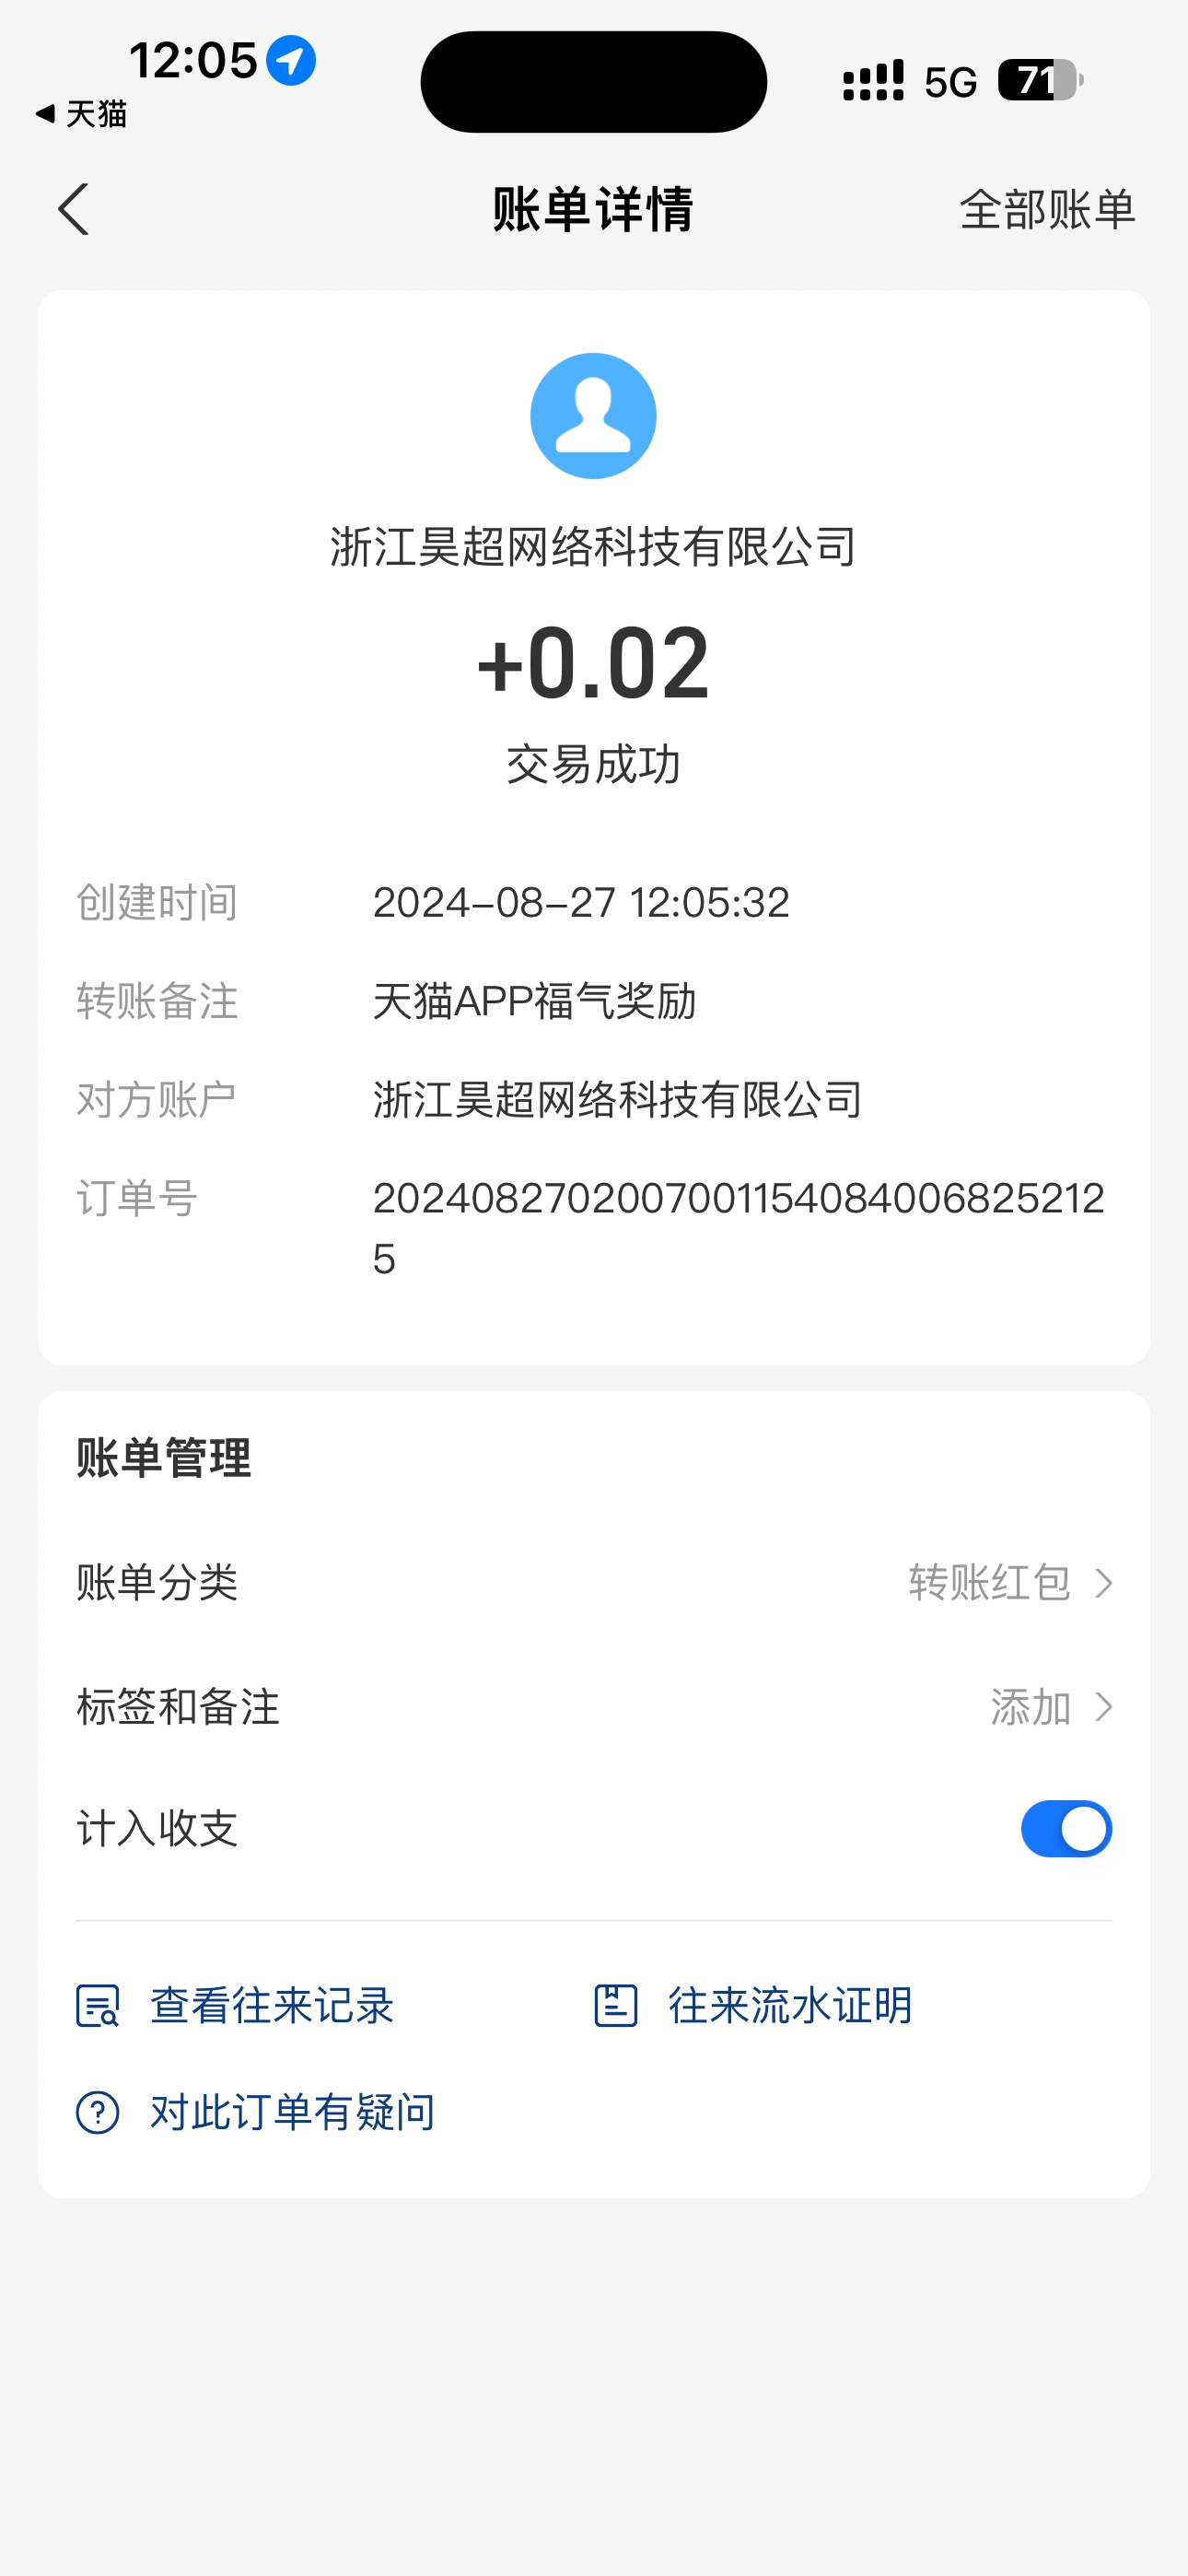 12:05
5G
71
◀ 天猫
账单详情
全部账单
浙江昊超网络科技有限公司
+0.02
交易成功
创建时间 2024-08-27 12:05:32
转账备注 天猫APP福气奖励
对方账户 浙江昊超网络科技有限公司
订单号 2024082702007001154084006825212
5
账单管理
账单分类 转账红包
标签和备注 添加
计入收支
查看往来记录 往来流水证明
对此订单有疑问